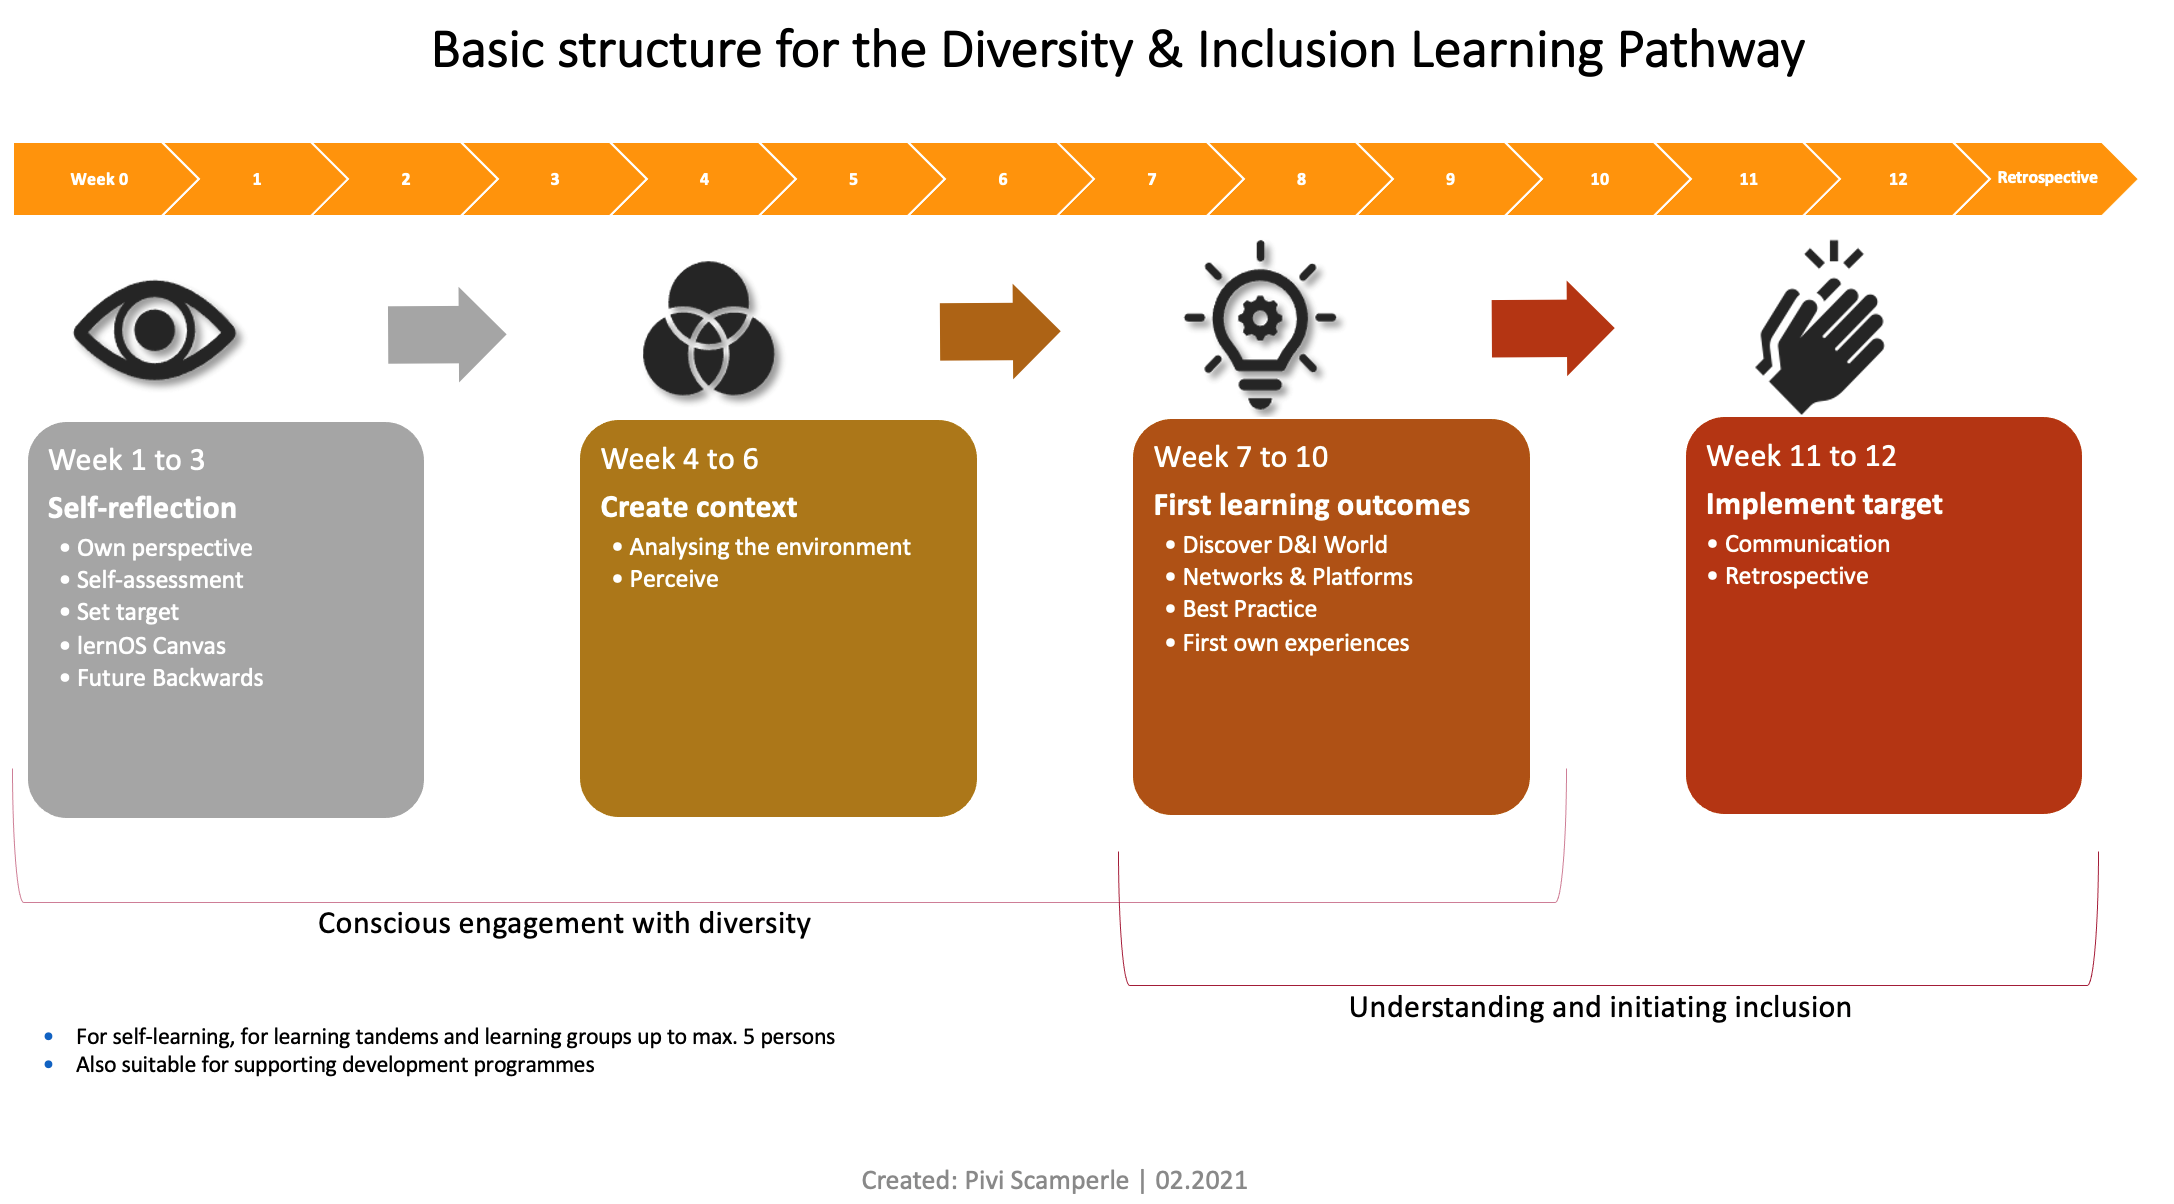 Basic structure for the Diversity & Inclusion Learning Pathway
Week 0
1
2
3
4
5
6
7
8
9
10
11
12
Retrospective
Week 1 to 3
Self-reflection
• Own perspective
• Self-assessment
• Set target
• lernOS Canvas
• Future Backwards
Week 4 to 6
Create context
• Analysing the environment
• Perceive
Week 7 to 10
First learning outcomes
• Discover D&I World
• Networks & Platforms
• Best Practice
• First own experiences
Week 11 to 12
Implement target
• Communication
• Retrospective
Conscious engagement with diversity
Understanding and initiating inclusion
• For self-learning, for learning tandems and learning groups up to max. 5 persons
• Also suitable for supporting development programmes
Created: Pivi Scamperle | 02.2021